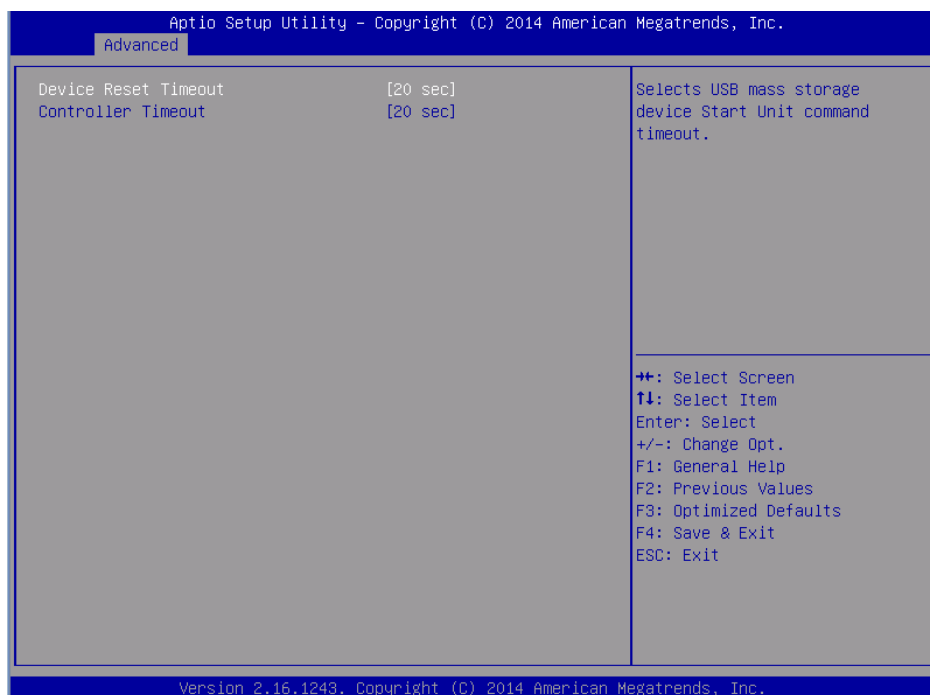 Aptio Setup Utility – Copyright (C) 2014 American Megatrends, Inc.
Advanced
Device Reset Timeout [20 sec]
Controller Timeout [20 sec]
Selects USB mass storage
device Start Unit command
timeout.
→←: Select Screen
↑↓: Select Item
Enter: Select
+/-: Change Opt.
F1: General Help
F2: Previous Values
F3: Optimized Defaults
F4: Save & Exit
ESC: Exit
Version 2.16.1243. Copyright (C) 2014 American Megatrends, Inc.